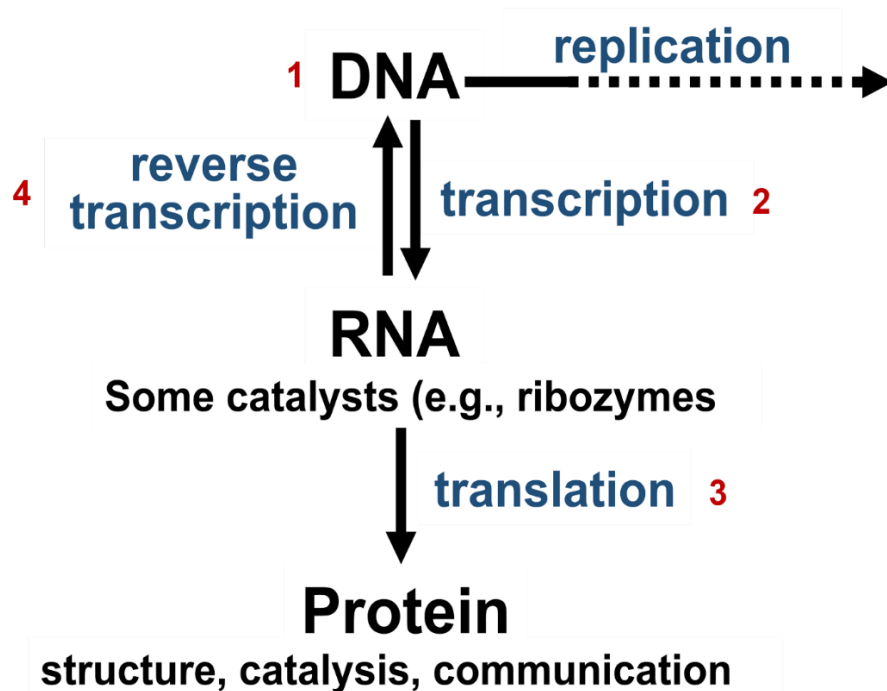 replication
1 DNA
4 reverse
transcription
transcription 2
RNA
Some catalysts (e.g., ribozymes
translation 3
Protein
structure, catalysis, communication